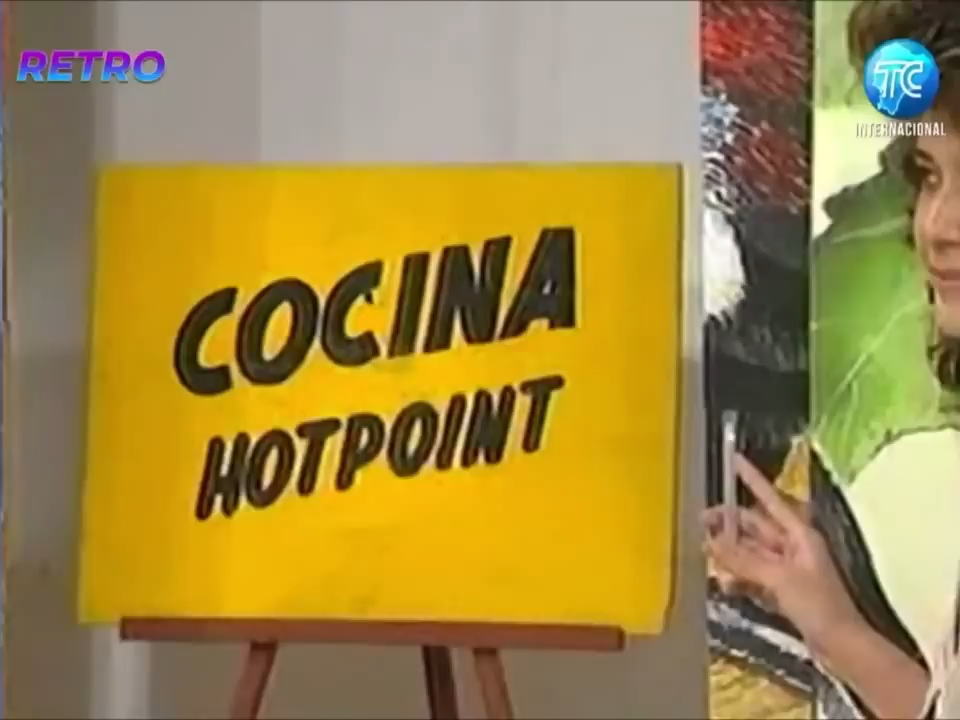 RETRO
TC
INTERNACIONAL
COCINA
HOTPOINT